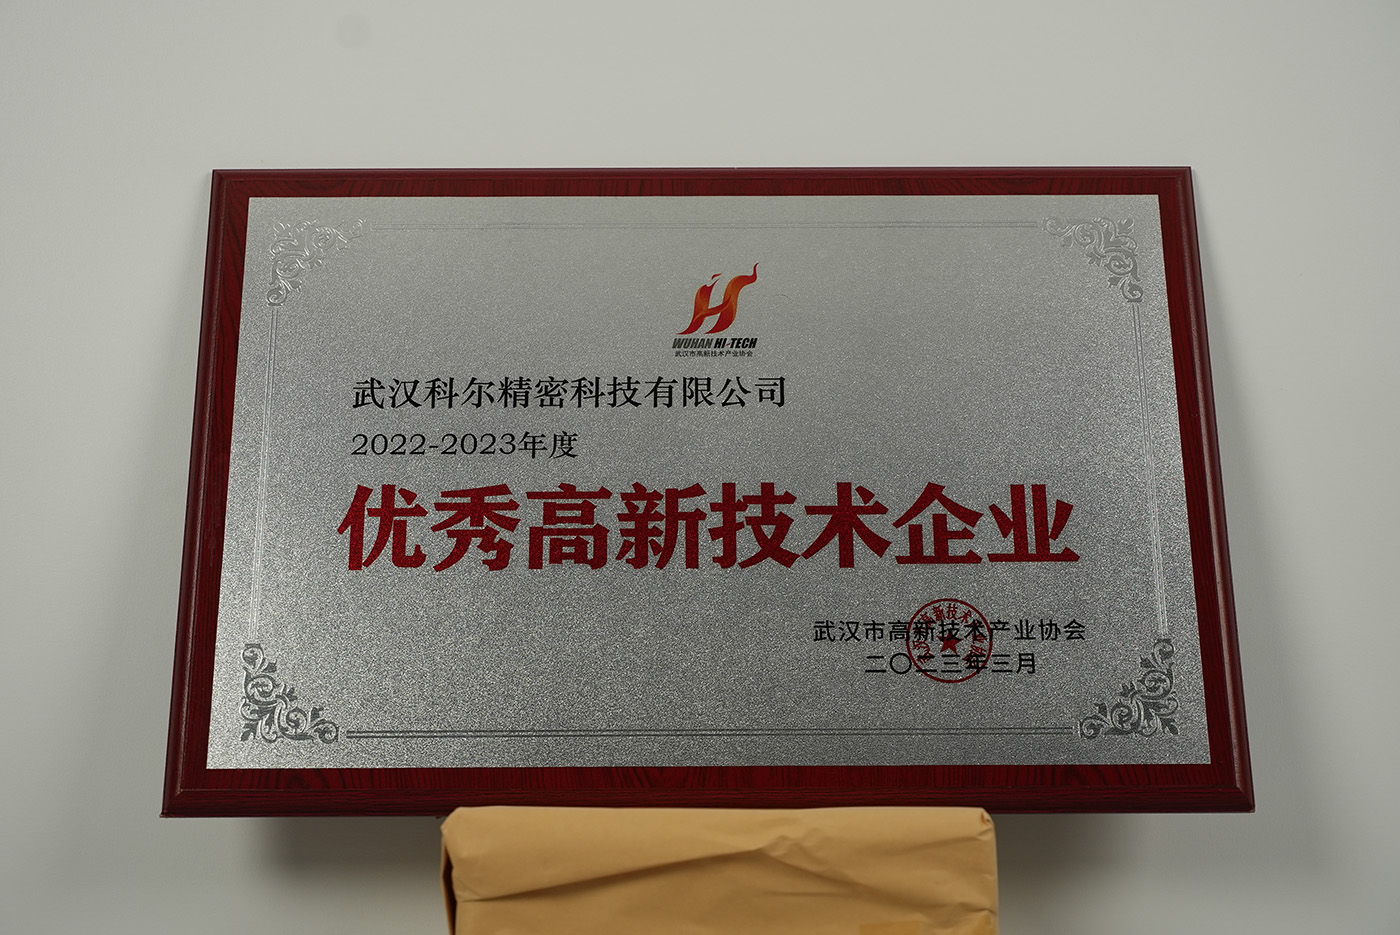 WUHAN HI-TECH
武汉市高新技术产业协会
武汉科尔精密科技有限公司
2022-2023年度
优秀高新技术企业
武汉市高新技术产业协会
二〇二三年三月